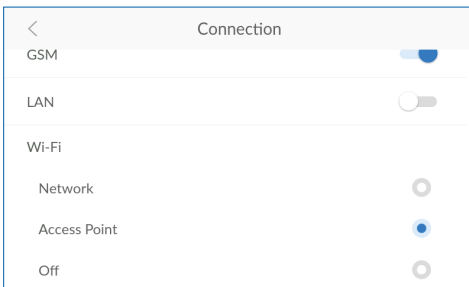 Connection
GSM
LAN
Wi-Fi
Network
Access Point
Off